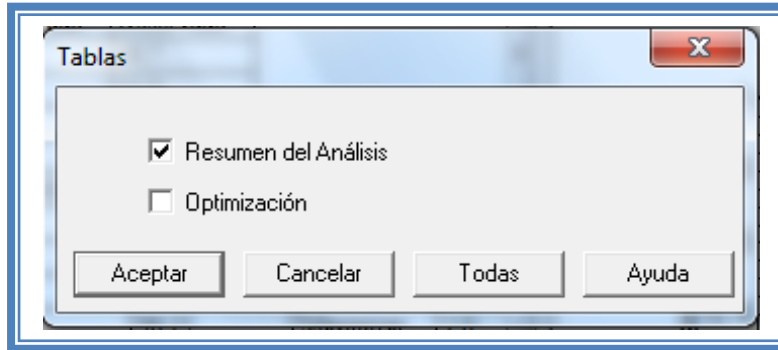 Tablas
Resumen del Análisis
Optimización
Aceptar Cancelar Todas Ayuda